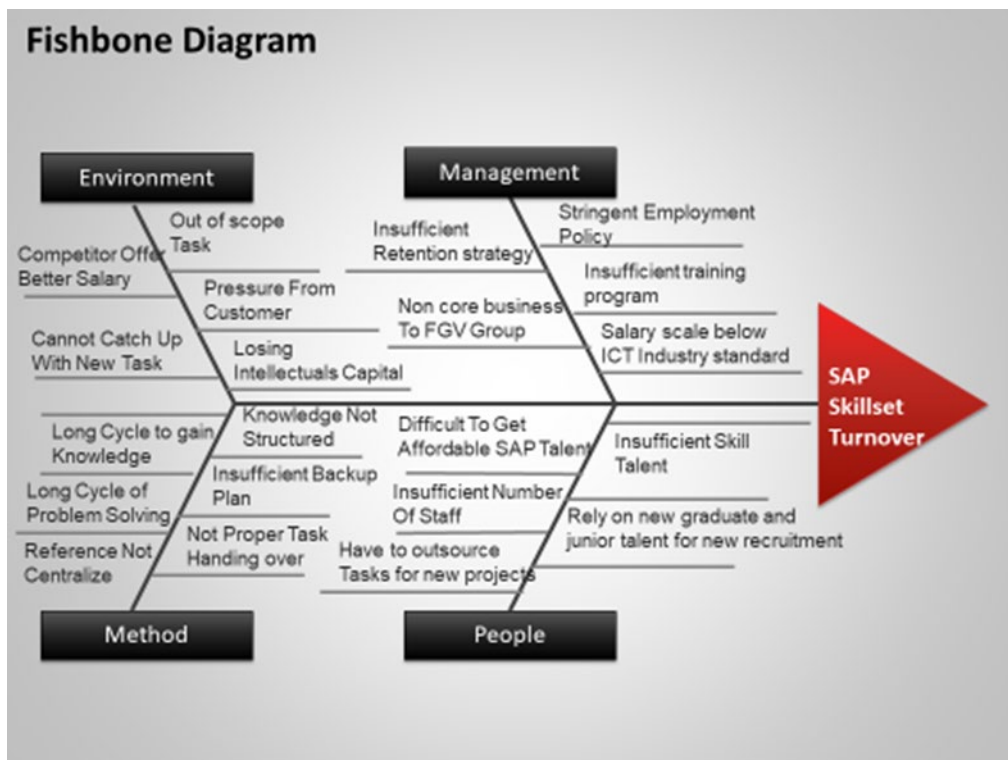 Fishbone Diagram
Environment
Management
Out of scope
Task
Competitor Offer
Better Salary
Pressure From
Customer
Cannot Catch Up
With New Task
Losing
Intellectuals Capital
Insufficient
Retention strategy
Stringent Employment
Policy
Insufficient training
program
Non core business
To FGV Group
Salary scale below
ICT Industry standard
SAP
Skillset
Turnover
Knowledge Not
Structured
Long Cycle to gain
Knowledge
Insufficient Backup
Plan
Long Cycle of
Problem Solving
Not Proper Task
Handing over
Reference Not
Centralize
Difficult To Get
Affordable SAP Talent
Insufficient Skill
Talent
Insufficient Number
Of Staff
Rely on new graduate and
junior talent for new recruitment
Have to outsource
Tasks for new projects
Method
People